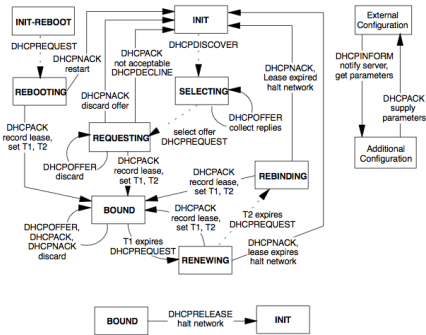 INIT-REBOOT
INIT
External
Configuration
DHCPREQUEST
DHCPNACK
restart
DHCPACK
not acceptable
DHCPDECLINE
DHCPDISCOVER
DHCPNACK,
Lease expired
halt network
DHCPINFORM
notify server,
get parameters
REBOOTING
DHCPNACK
discard offer
SELECTING
DHCPACK
supply
parameters
DHCPOFFER
collect replies
DHCPACK
record lease,
set T1, T2
REQUESTING
select offer
DHCPREQUEST
Additional
Configuration
DHCPOFFER
discard
DHCPACK
record lease,
set T1, T2
DHCPACK
record lease,
set T1, T2
REBINDING
BOUND
DHCPACK
record lease,
set T1, T2
T2 expires
DHCPREQUEST
DHCPOFFER,
DHCPACK,
DHCPNACK
discard
T1 expires
DHCPREQUEST
RENEWING
DHCPNACK,
lease expires
halt network
BOUND
DHCPRELEASE
halt network
INIT